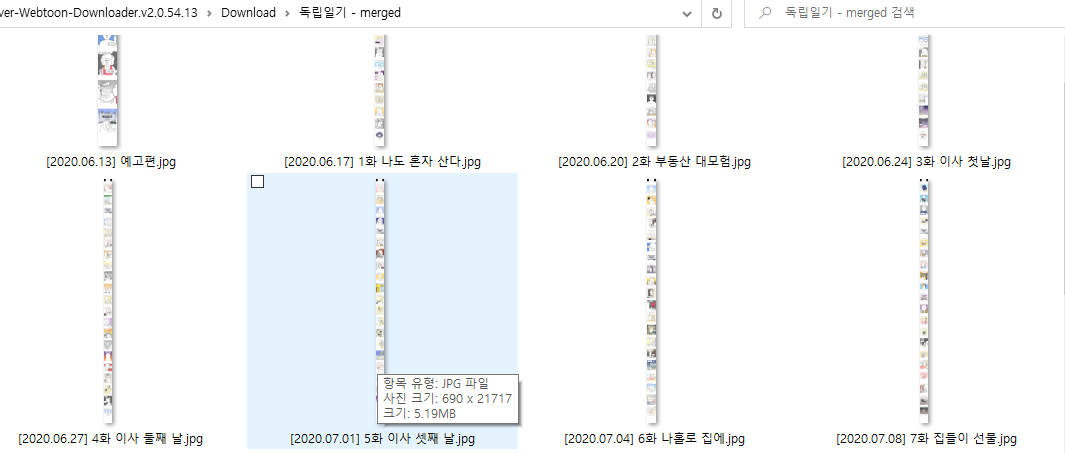 ver-Webtoon-Downloader.v2.0.54.13 > Download > 독립일기 - merged
독립일기 - merged 검색
[2020.06.13] 예고편.jpg
[2020.06.17] 1화 나도 혼자 산다.jpg
[2020.06.20] 2화 부동산 대모험.jpg
[2020.06.24] 3화 이사 첫날.jpg
항목 유형: JPG 파일
사진 크기: 690 x 21717
크기: 5.19MB
[2020.06.27] 4화 이사 둘째 날.jpg
[2020.07.01] 5화 이사 셋째 날.jpg
[2020.07.04] 6화 나홀로 집에.jpg
[2020.07.08] 7화 집들이 선물.jpg